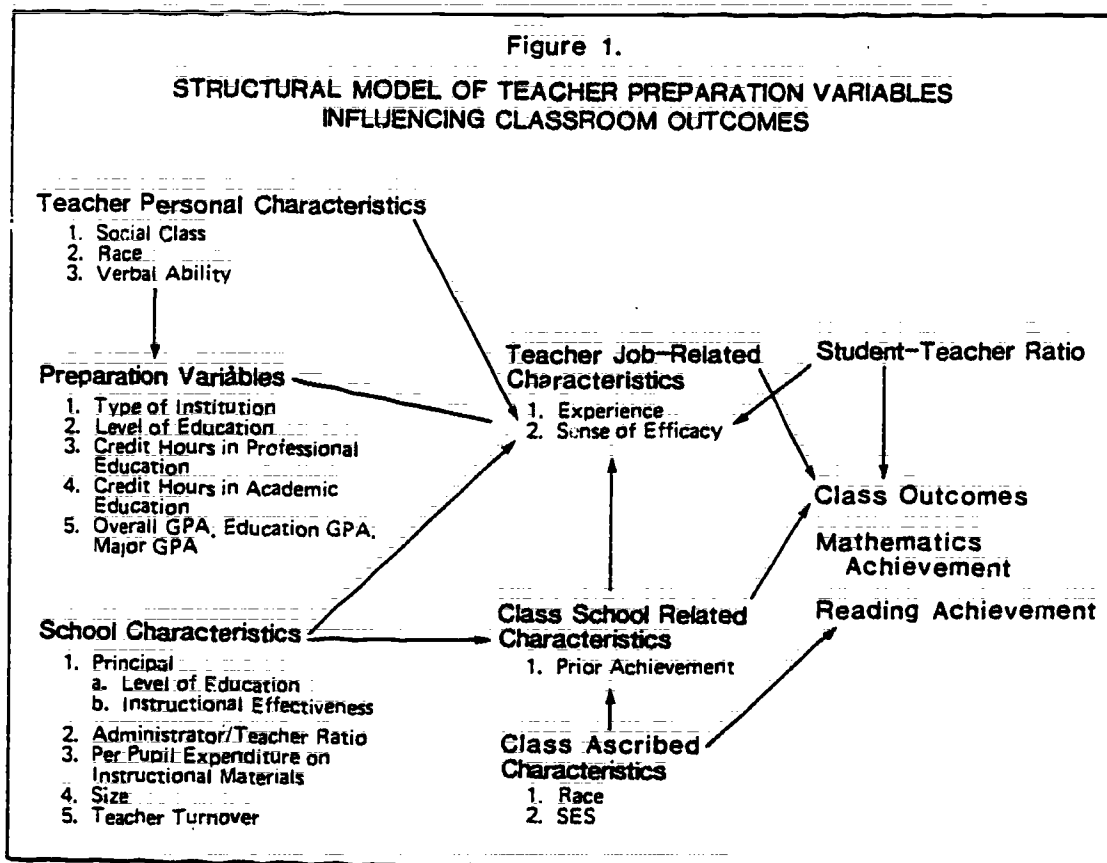 Figure 1.
STRUCTURAL MODEL OF TEACHER PREPARATION VARIABLES
INFLUENCING CLASSROOM OUTCOMES
Teacher Personal Characteristics
1. Social Class
2. Race
3. Verbal Ability
Preparation Variables
1. Type of Institution
2. Level of Education
3. Credit Hours in Professional
Education
4. Credit Hours in Academic
Education
5. Overall GPA, Education GPA,
Major GPA
School Characteristics
1. Principal
a. Level of Education
b. Instructional Effectiveness
2. Administrator/Teacher Ratio
3. Per Pupil Expenditure on
Instructional Materials
4. Size
5. Teacher Turnover
Teacher Job-Related
Characteristics
1. Experience
2. Sense of Efficacy
Class School Related
Characteristics
1. Prior Achievement
Class Ascribed
Characteristics
1. Race
2. SES
Student-Teacher Ratio
Class Outcomes
Mathematics
Achievement
Reading Achievement